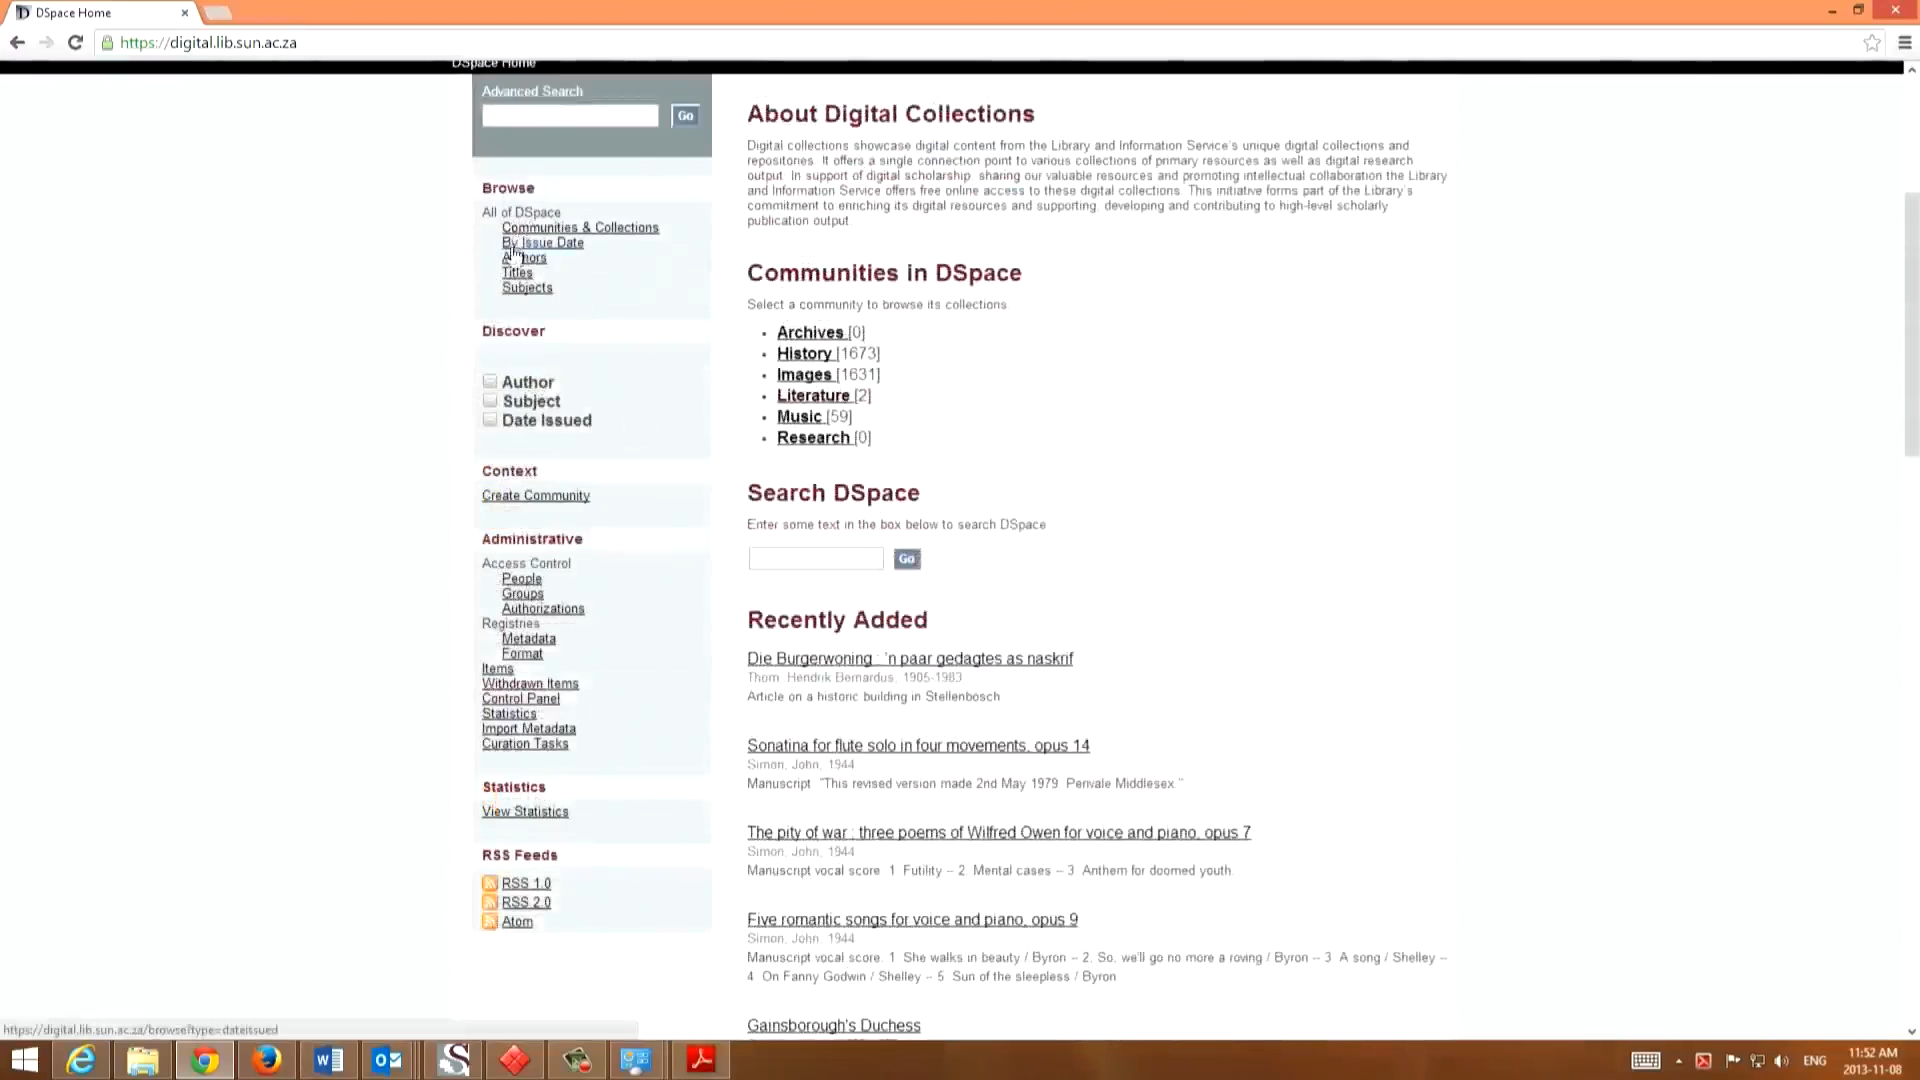 DSpace Home
https://digital.lib.sun.ac.za
DSpace Home
Advanced Search
Go
Browse
All of DSpace
Communities & Collections
By Issue Date
Authors
Titles
Subjects
Discover
Author
Subject
Date Issued
Context
Create Community
Administrative
Access Control
People
Groups
Authorizations
Registries
Metadata
Format
Items
Withdrawn Items
Control Panel
Statistics
Import Metadata
Curation Tasks
Statistics
View Statistics
RSS Feeds
RSS 1.0
RSS 2.0
Atom
About Digital Collections
Digital collections showcase digital content from the Library and Information Service's unique digital collections and
repositories. It offers a single connection point to various collections of primary resources as well as digital research
output. In support of digital scholarship, sharing our valuable resources and promoting intellectual collaboration the Library
and Information Service offers free online access to these digital collections. This initiative forms part of the Library's
commitment to enriching its digital resources and supporting, developing and contributing to high-level scholarly
publication output.
Communities in DSpace
Select a community to browse its collections.
Archives [0]
History [1673]
Images [1631]
Literature [2]
Music [59]
Research [0]
Search DSpace
Enter some text in the box below to search DSpace.
Go
Recently Added
Die Burgerwoning : 'n paar gedagtes as naskrif
Thom, Hendrik Bernardus, 1905-1983
Article on a historic building in Stellenbosch
Sonatina for flute solo in four movements, opus 14
Simon, John, 1944
Manuscript. "This revised version made 2nd May 1979. Perivale Middlesex."
The pity of war : three poems of Wilfred Owen for voice and piano, opus 7
Simon, John, 1944
Manuscript vocal score. 1. Futility -- 2. Mental cases -- 3. Anthem for doomed youth.
Five romantic songs for voice and piano, opus 9
Simon, John, 1944
Manuscript vocal score. 1. She walks in beauty / Byron -- 2. So, we'll go no more a roving / Byron -- 3. A song / Shelley --
4. On Fanny Godwin / Shelley -- 5. Sun of the sleepless / Byron
Gainsborough's Duchess
https://digital.lib.sun.ac.za/browse?type=dateissued
ENG
11:52 AM
2013-11-08